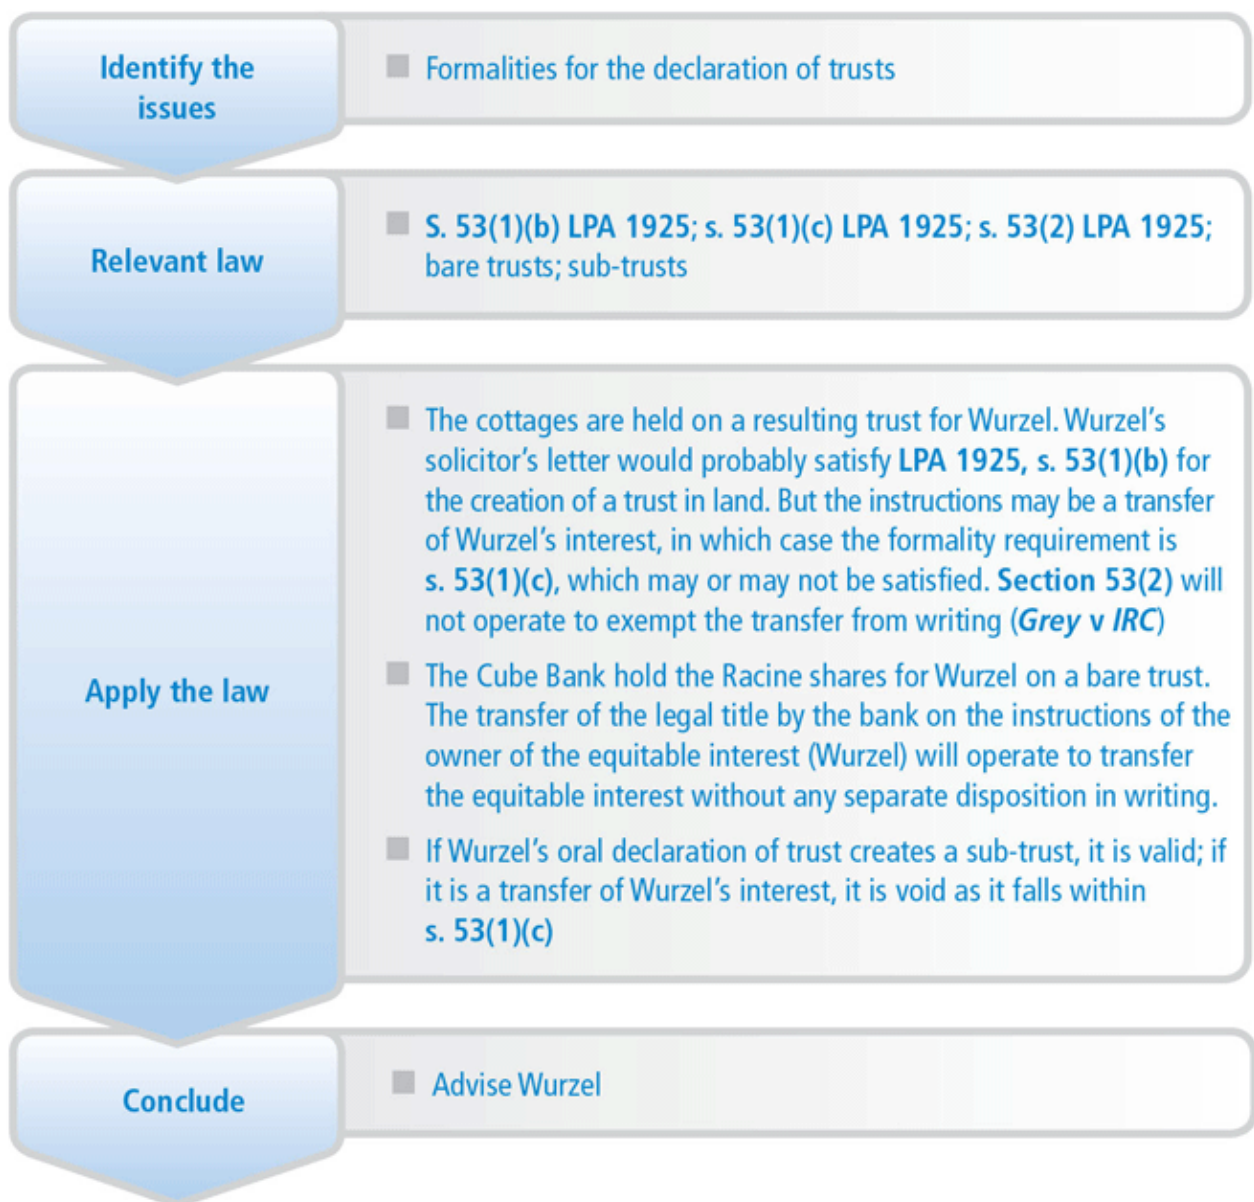 Identify the
issues
Formalities for the declaration of trusts
Relevant law
S. 53(1)(b) LPA 1925; s. 53(1)(c) LPA 1925; s. 53(2) LPA 1925;
bare trusts; sub-trusts
Apply the law
The cottages are held on a resulting trust for Wurzel. Wurzel's
solicitor's letter would probably satisfy LPA 1925, s. 53(1)(b) for
the creation of a trust in land. But the instructions may be a transfer
of Wurzel's interest, in which case the formality requirement is
s. 53(1)(c), which may or may not be satisfied. Section 53(2) will
not operate to exempt the transfer from writing (Grey v IRC)
The Cube Bank hold the Racine shares for Wurzel on a bare trust.
The transfer of the legal title by the bank on the instructions of the
owner of the equitable interest (Wurzel) will operate to transfer
the equitable interest without any separate disposition in writing.
If Wurzel's oral declaration of trust creates a sub-trust, it is valid; if
it is a transfer of Wurzel's interest, it is void as it falls within
s. 53(1)(c)
Conclude
Advise Wurzel